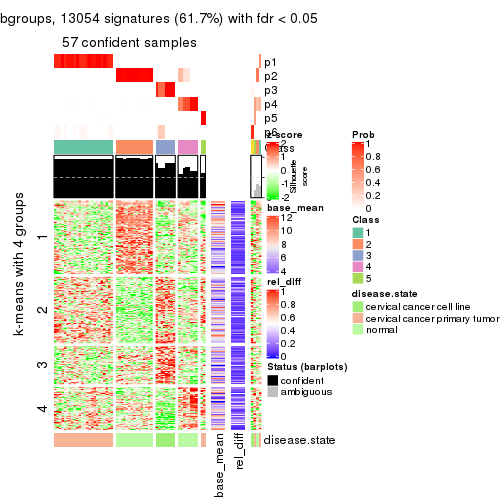 bgroups, 13054 signatures (61.7%) with fdr < 0.05
57 confident samples
p1
p2
p3
p4
p5
p6
Class
z-score
2
1
0
-1
-2
Silhouette
score
k-means with 4 groups
1
2
3
4
base_mean
12
10
8
6
4
rel_diff
1
0.8
0.6
0.4
0.2
0
Status (barplots)
confident
ambiguous
Prob
1
0.8
0.6
0.4
0.2
0
Class
1
2
3
4
5
disease.state
cervical cancer cell line
cervical cancer primary tumor
normal
disease.state
base_mean
rel_diff